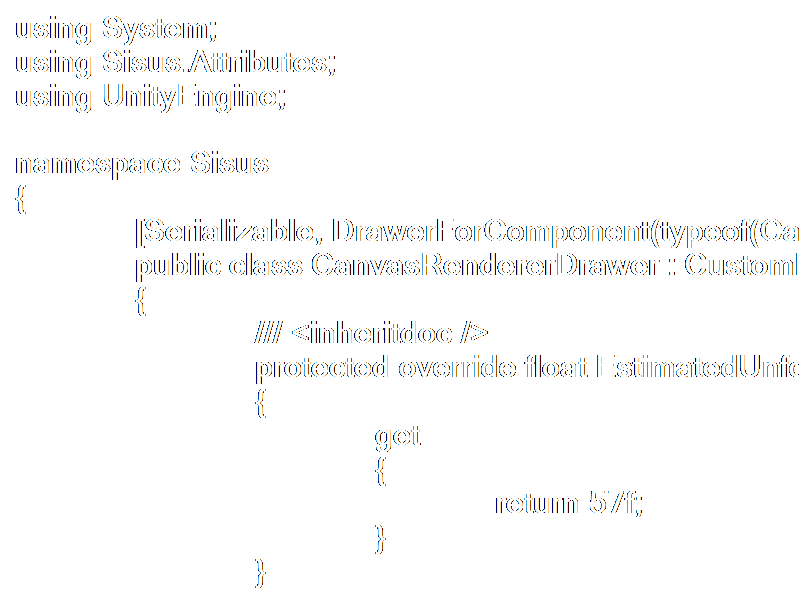 using System;
using Sisus.Attributes;
using UnityEngine;

namespace Sisus
{
[Serializable, DrawerForComponent(typeof(Ca
public class CanvasRendererDrawer : Custom
{
//// <inheritdoc />
protected override float EstimatedUnfo
{
get
{
return 57f;
}
}